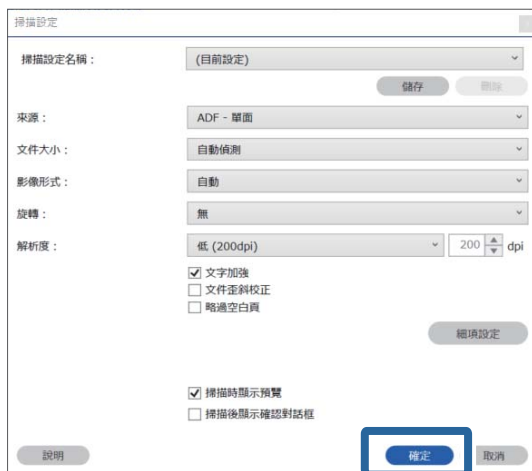 掃描設定
掃描設定名稱： (目前設定)
儲存 刪除
來源： ADF - 單面
文件大小： 自動偵測
影像形式： 自動
旋轉： 無
解析度： 低 (200dpi) 200 dpi
文字加強
文件歪斜校正
略過空白頁
細項設定
掃描時顯示預覽
掃描後顯示確認對話框
說明 確定 取消